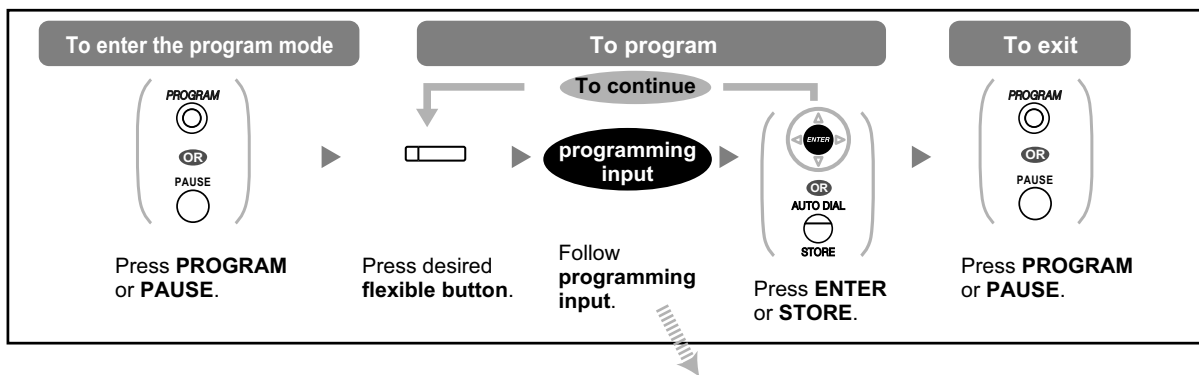 To enter the program mode
To program
To exit
To continue
PROGRAM
OR
PAUSE
programming
input
ENTER
OR
AUTO DIAL
STORE
PROGRAM
OR
PAUSE
Press PROGRAM
or PAUSE.
Press desired
flexible button.
Follow
programming
input.
Press ENTER
or STORE.
Press PROGRAM
or PAUSE.